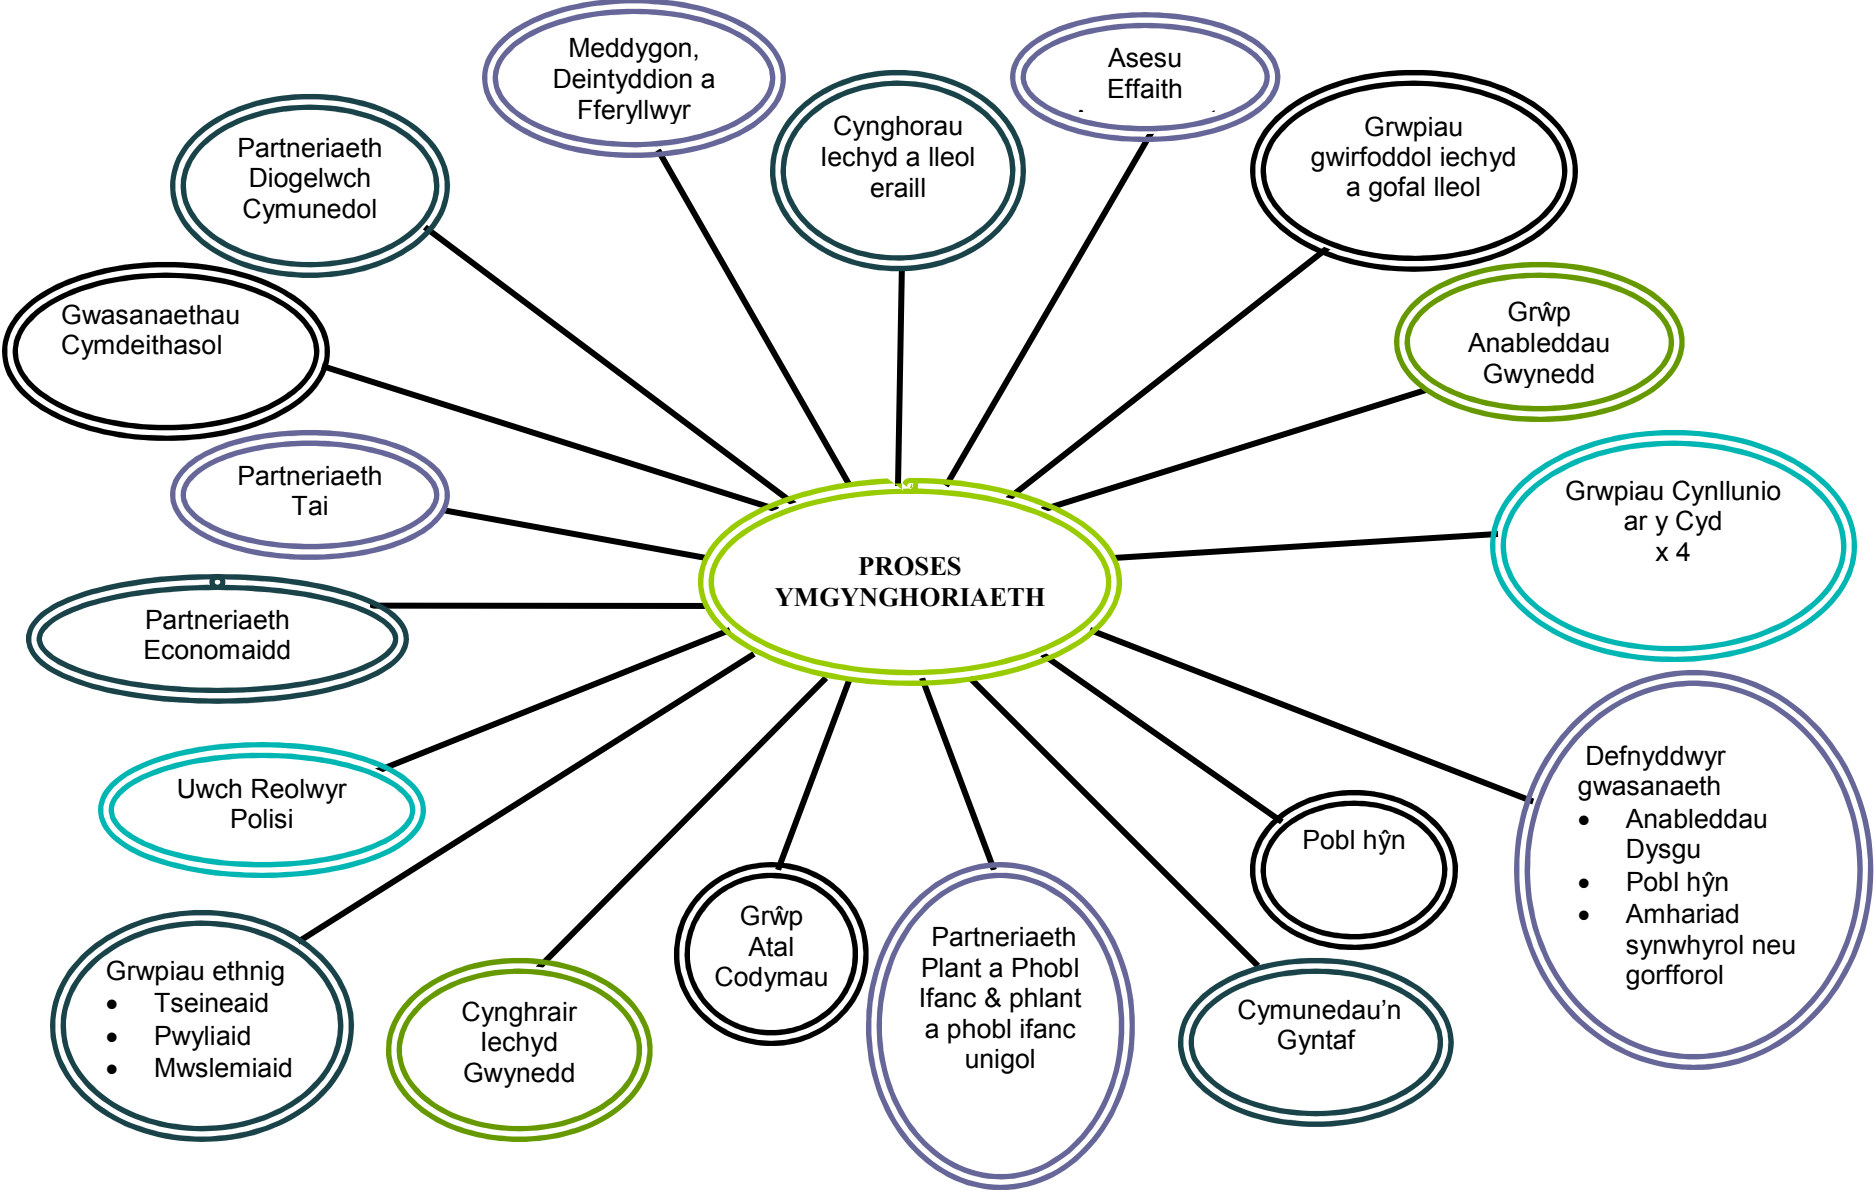 Meddygon,
Deintyddion a
Fferyllwyr
Asesu
Effaith
Cynghorau
Iechyd a lleol
eraill
Grwpiau
gwirfoddol iechyd
a gofal lleol
Partneriaeth
Diogelwch
Cymunedol
Gwasanaethau
Cymdeithasol
Grŵp
Anableddau
Gwynedd
Partneriaeth
Tai
Grwpiau Cynllunio
ar y Cyd
x 4
PROSES
YMGYNGHORIAETH
Partneriaeth
Economaidd
Uwch Reolwyr
Polisi
Defnyddwyr
gwasanaeth
• Anableddau
Dysgu
• Pobl hŷn
• Amhariad
synwhyrol neu
gorfforol
Pobl hŷn
Grwpiau ethnig
• Tseineaid
• Pwyliaid
• Mwslemiaid
Cynghrair
Iechyd
Gwynedd
Grŵp
Atal
Codymau
Partneriaeth
Plant a Phobl
Ifanc & phlant
a phobl ifanc
unigol
Cymunedau’n
Gyntaf